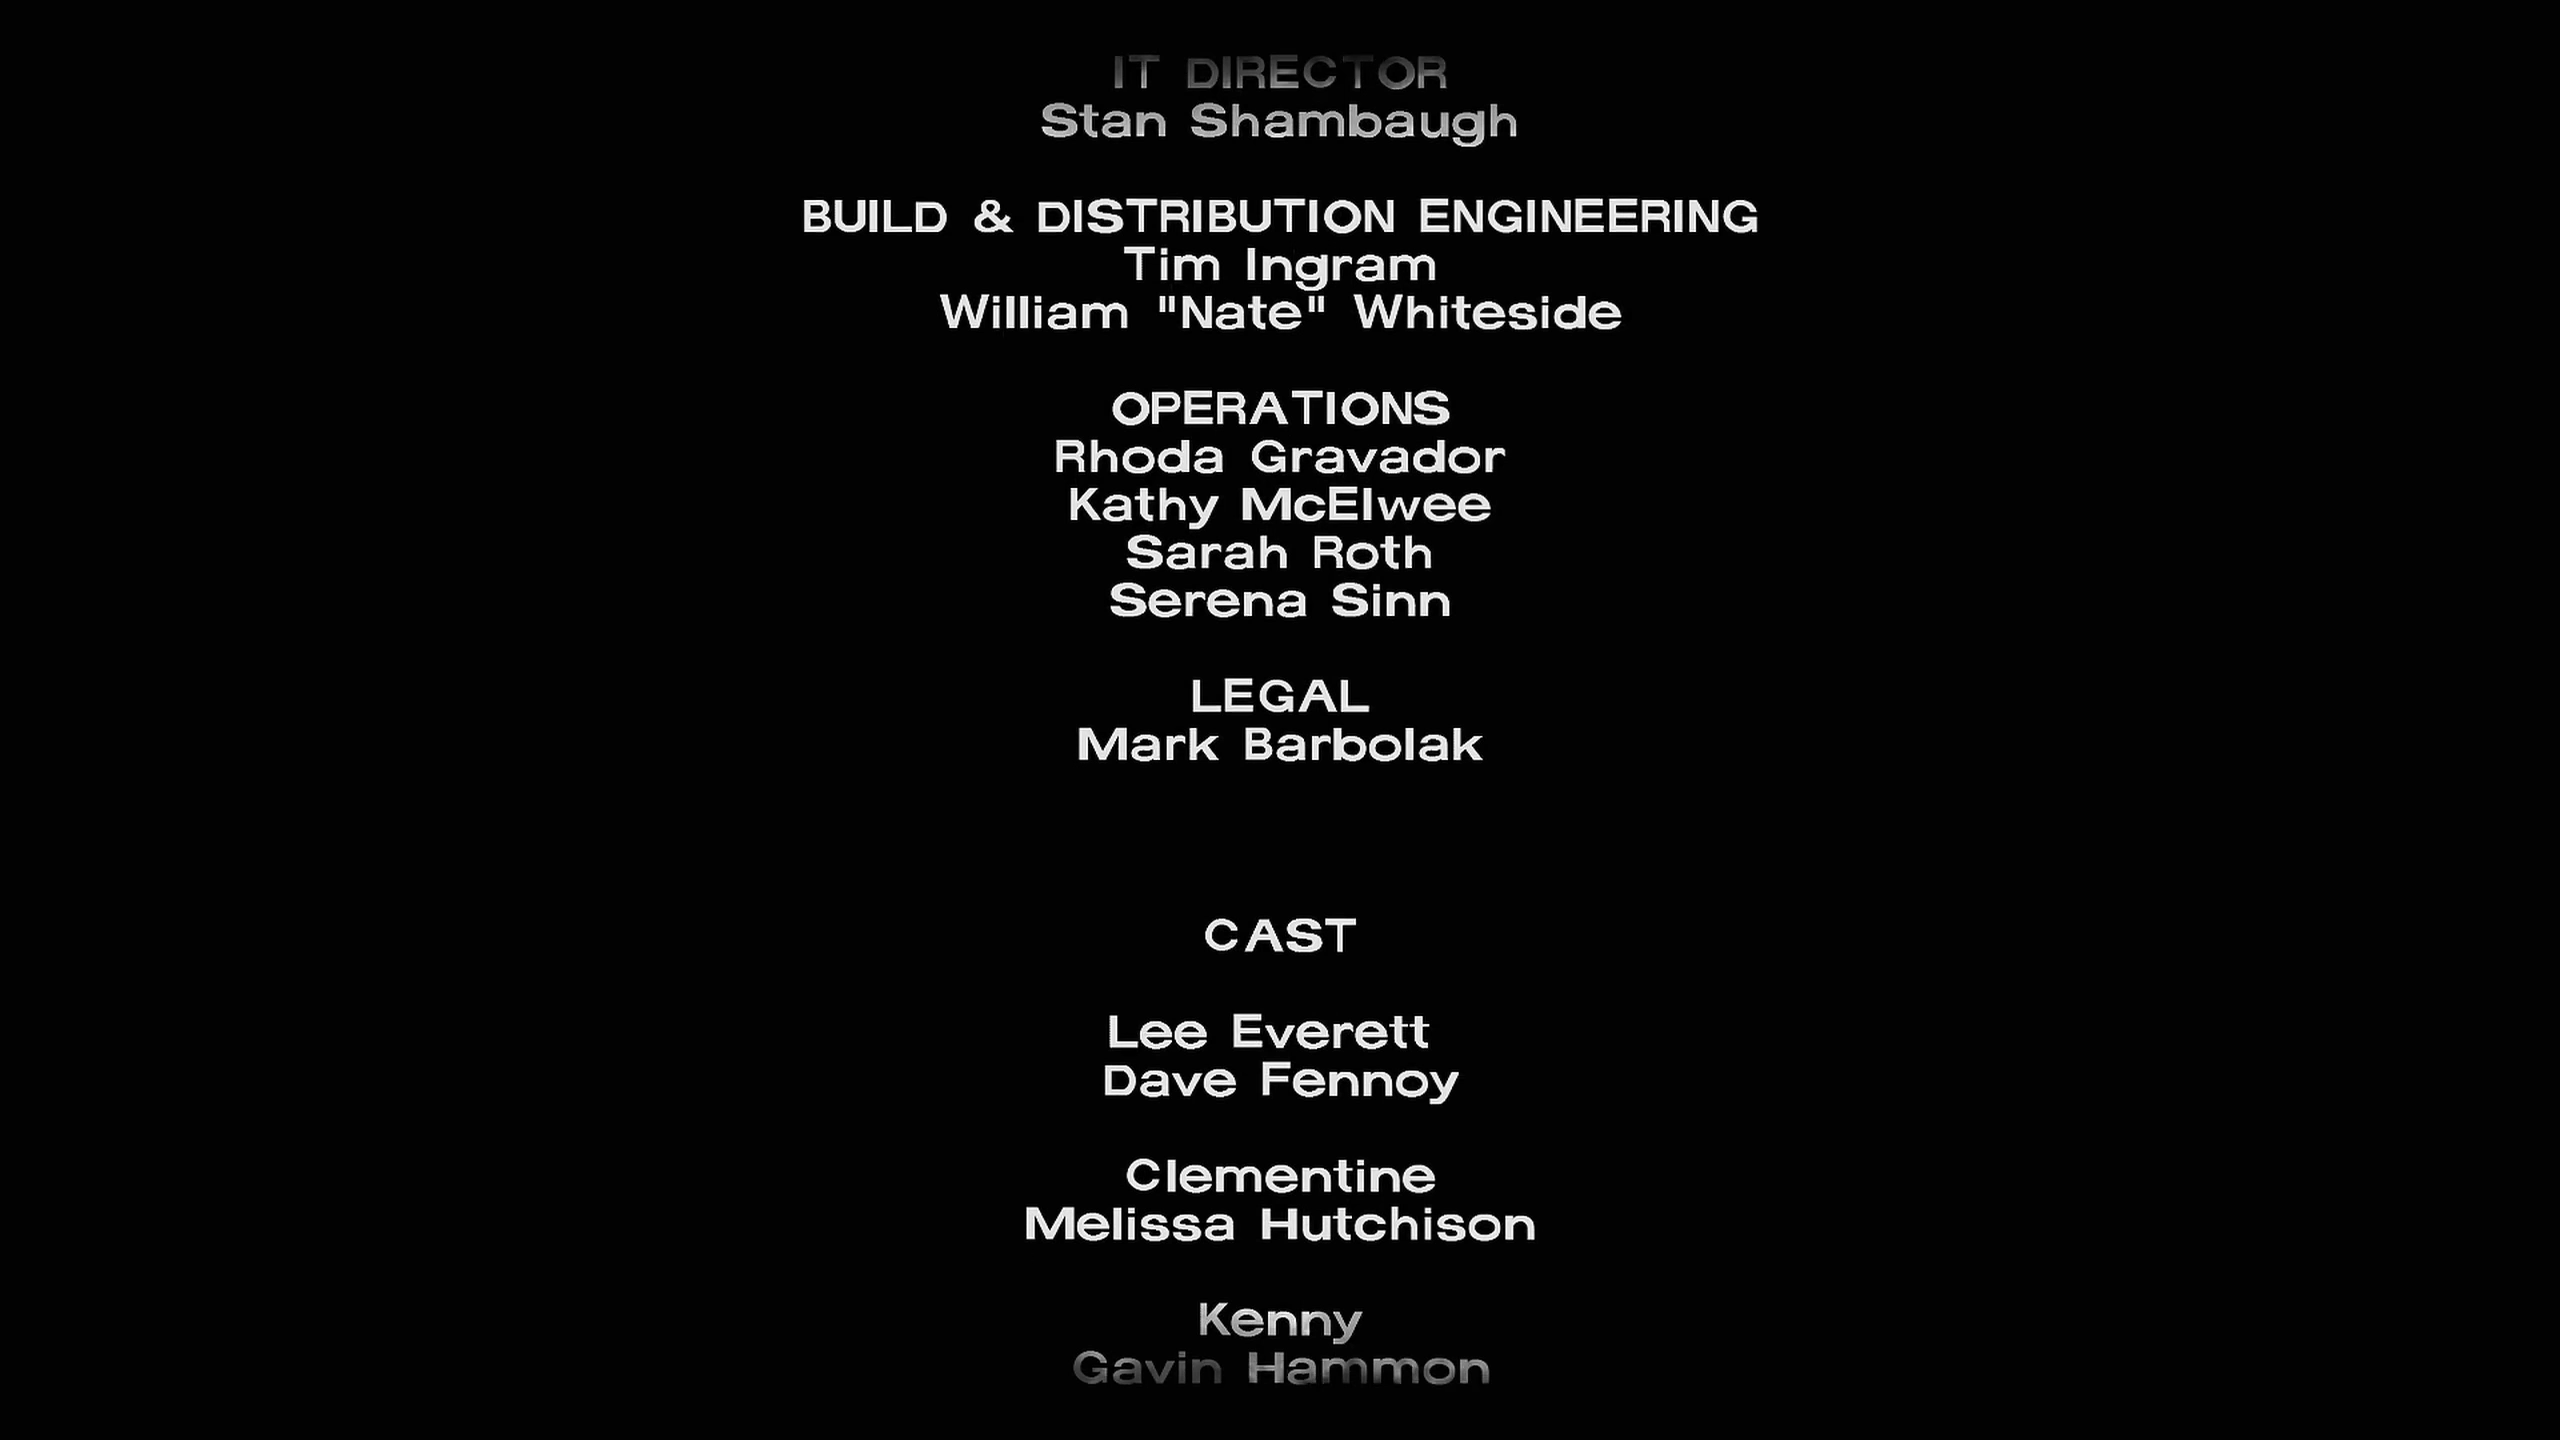 IT DIRECTOR
Stan Shambaugh
BUILD & DISTRIBUTION ENGINEERING
Tim Ingram
William "Nate" Whiteside
OPERATIONS
Rhoda Gravador
Kathy McElwee
Sarah Roth
Serena Sinn
LEGAL
Mark Barbolak
CAST
Lee Everett
Dave Fennoy
Clementine
Melissa Hutchison
Kenny
Gavin Hammon